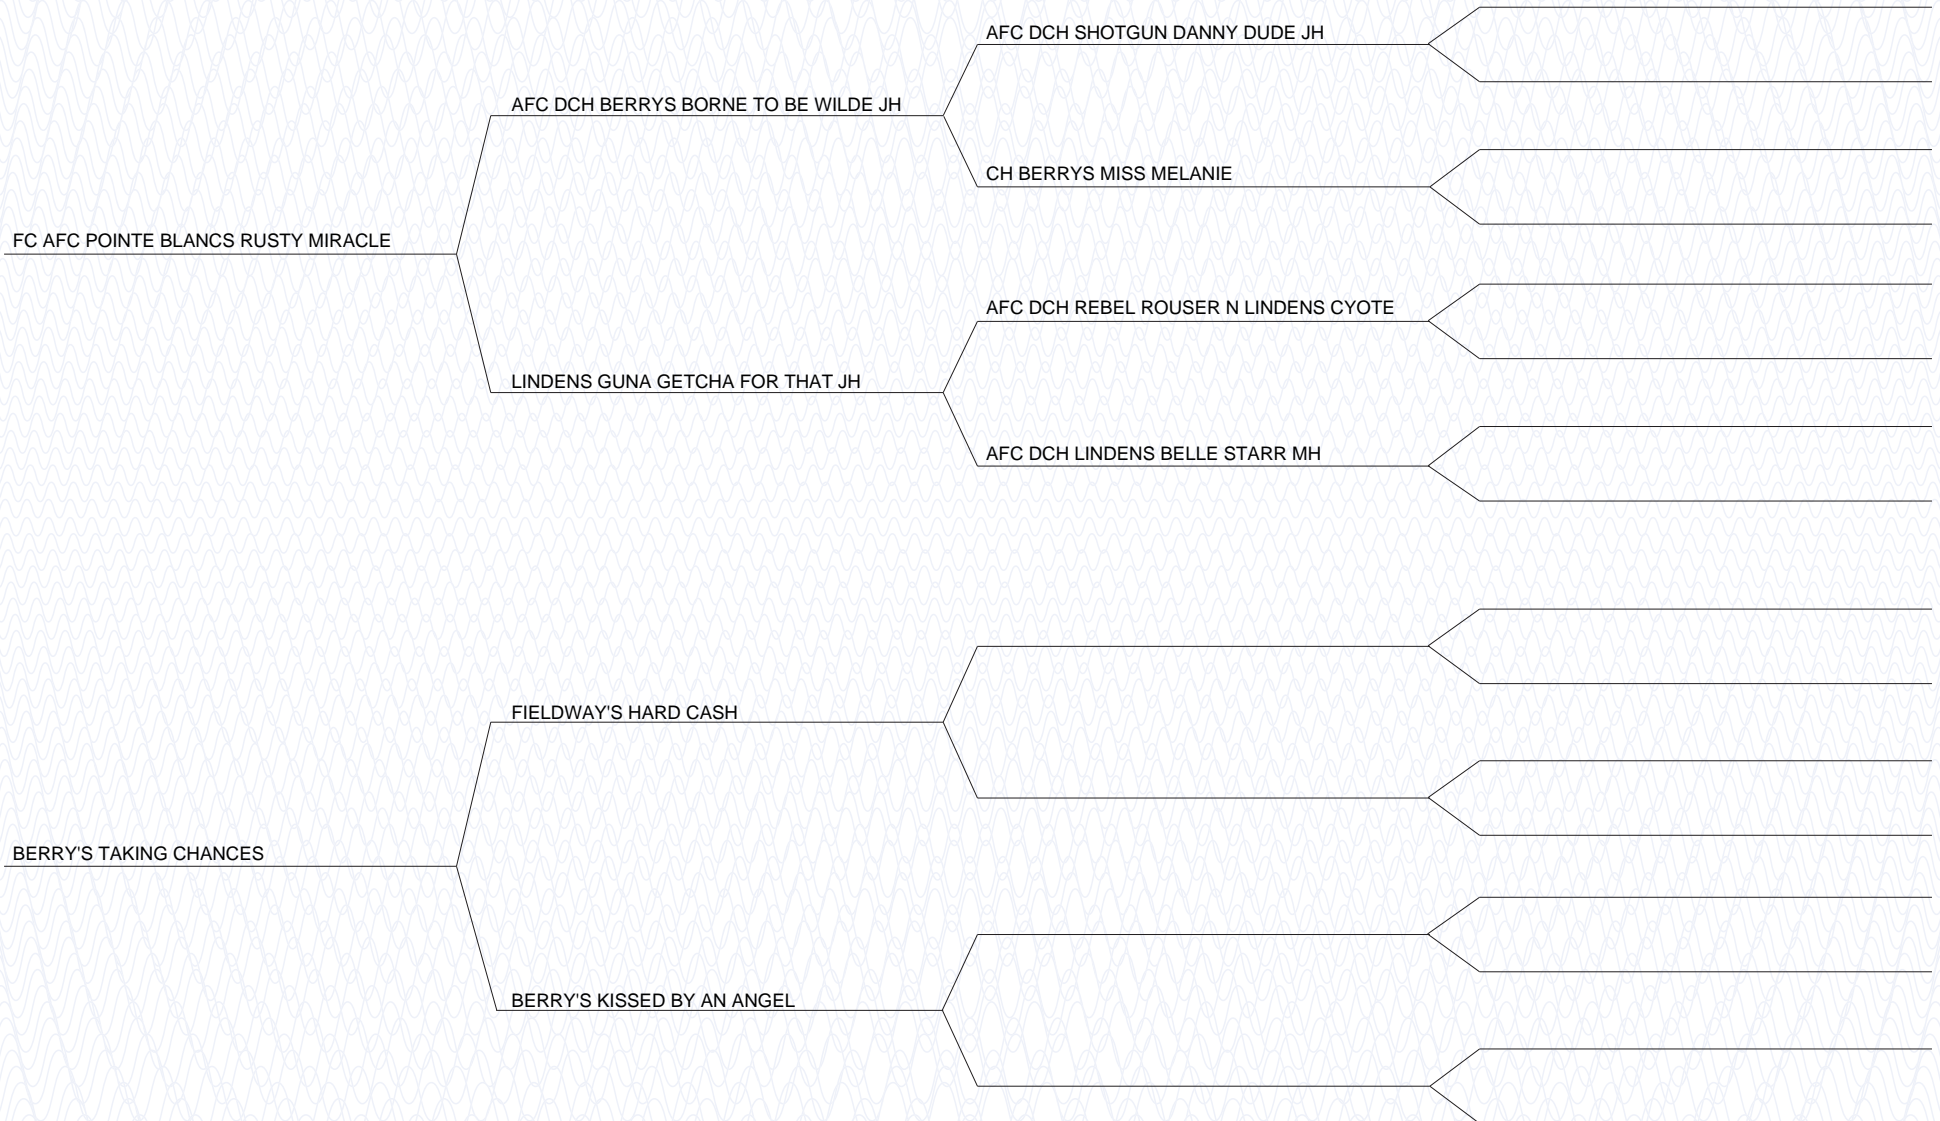 AFC DCH SHOTGUN DANNY DUDE JH
AFC DCH BERRYS BORNE TO BE WILDE JH
CH BERRYS MISS MELANIE
FC AFC POINTE BLANCS RUSTY MIRACLE
AFC DCH REBEL ROUSER N LINDENS CYOTE
LINDENS GUNA GETCHA FOR THAT JH
AFC DCH LINDENS BELLE STARR MH
FIELDWAY'S HARD CASH
BERRY'S TAKING CHANCES
BERRY'S KISSED BY AN ANGEL